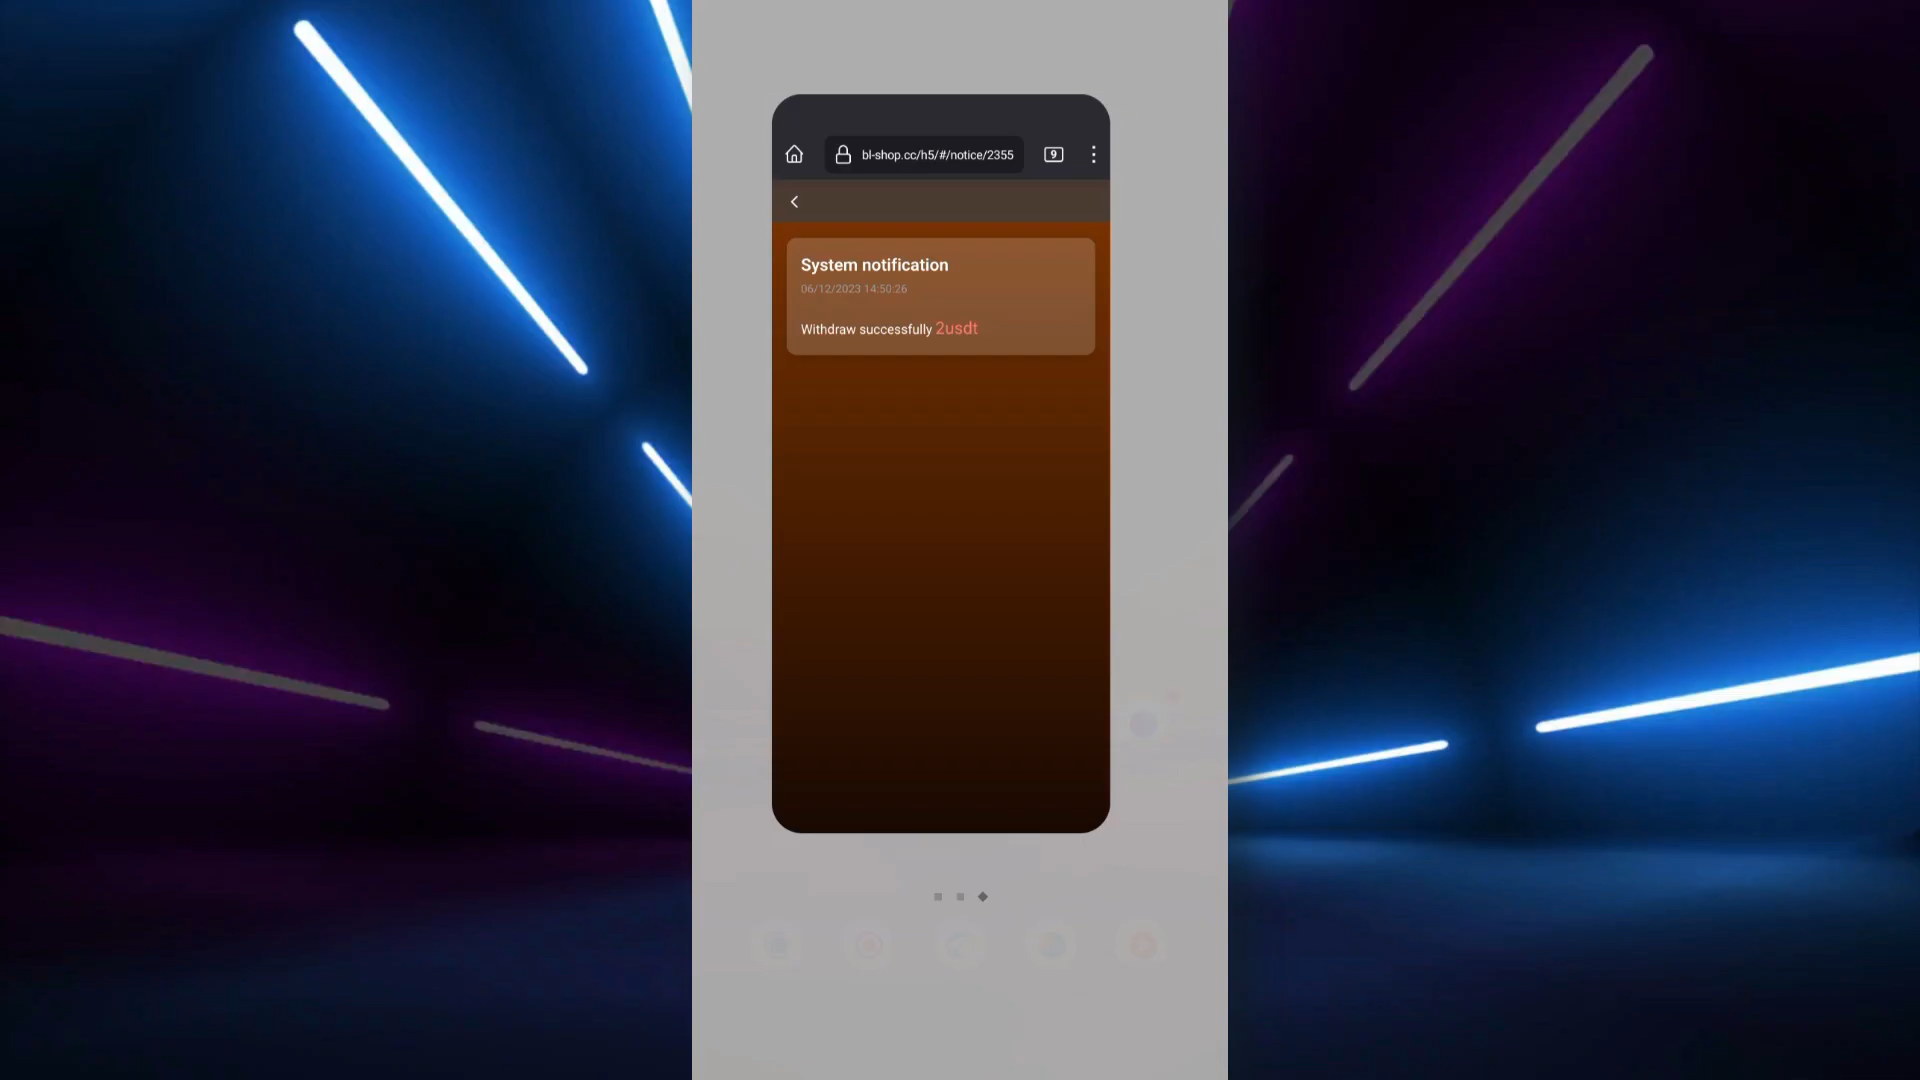 bl-shop.cc/h5/#/notice/2355
9
System notification
06/12/2023 14:50:26
Withdraw successfully 2usdt